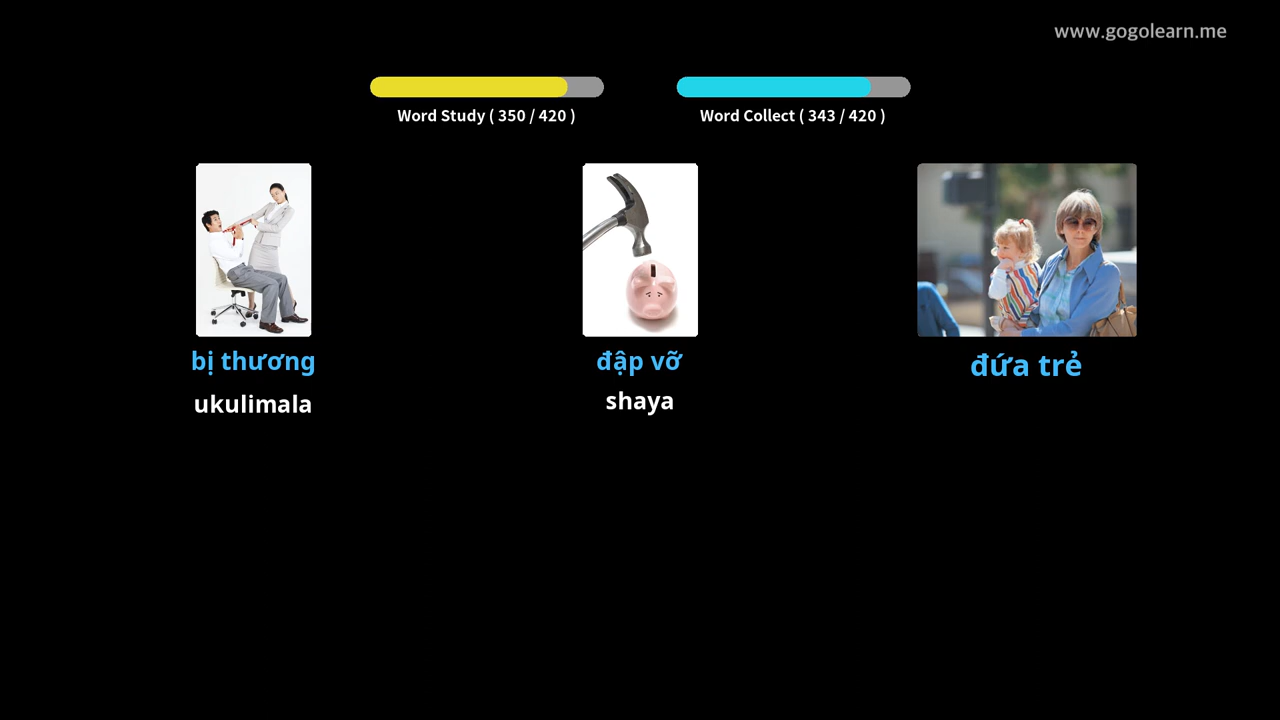 www.gogolearn.me
Word Study ( 350 / 420 )
Word Collect ( 343 / 420 )
bị thương
ukulimala
đập vỡ
shaya
đứa trẻ